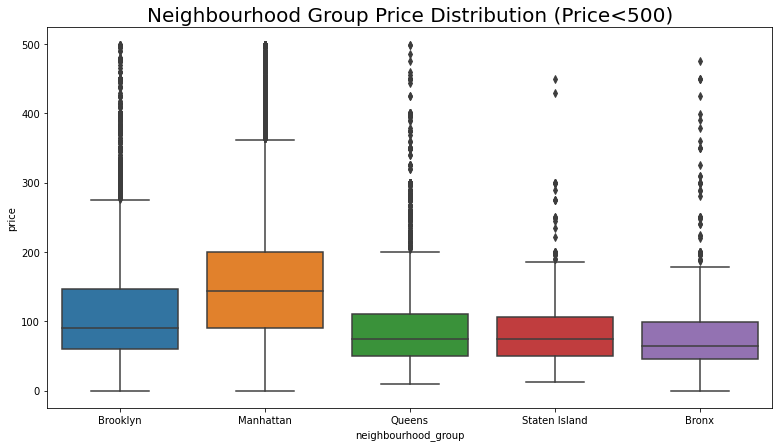 Neighbourhood Group Price Distribution (Price<500)
500
400
300
200
100
0
price
Brooklyn Manhattan Queens Staten Island Bronx
neighbourhood_group